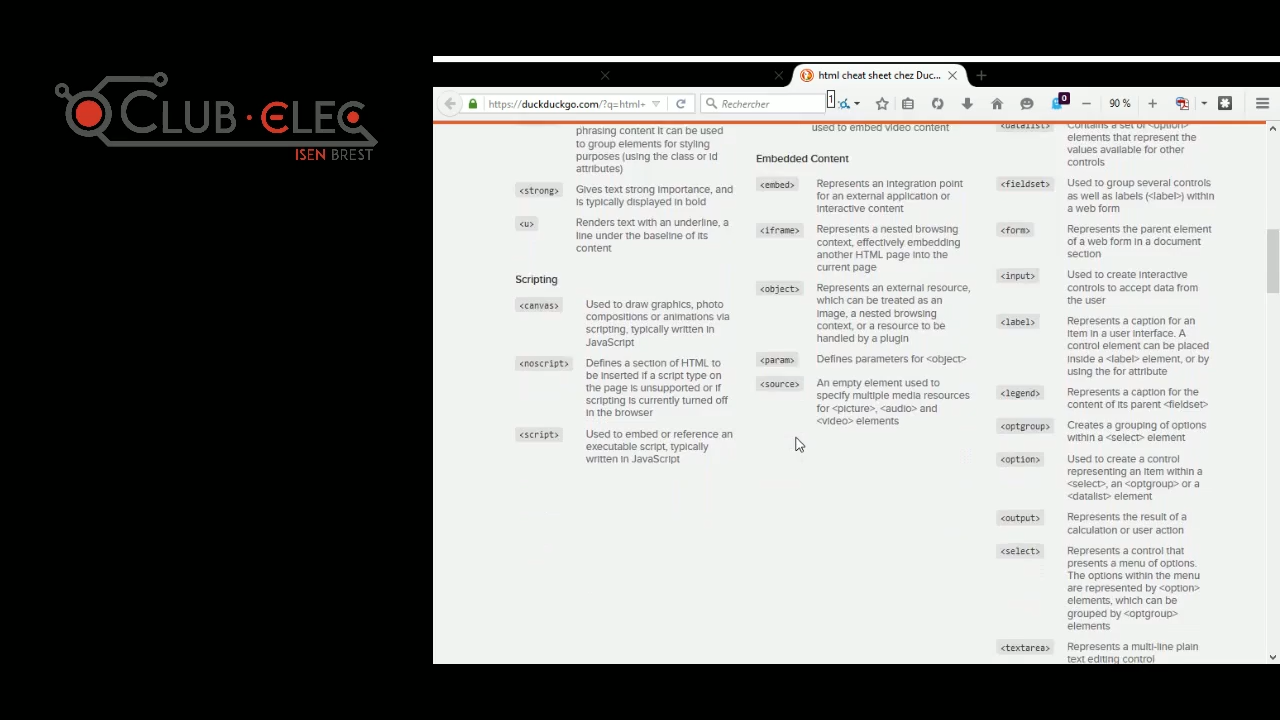 CLUB · ELEC
ISEN BREST
html cheat sheet chez Duc...
https://duckduckgo.com/?q=html+
Rechercher
1
0
90 %
phrasing content It can be used
to group elements for styling
purposes (using the class or id
attributes)
<strong>
Gives text strong importance, and
is typically displayed in bold
<u>
Renders text with an underline, a
line under the baseline of its
content
Scripting
<canvas>
Used to draw graphics, photo
compositions or animations via
scripting, typically written in
JavaScript
<noscript>
Defines a section of HTML to
be inserted if a script type on
the page is unsupported or if
scripting is currently turned off
in the browser
<script>
Used to embed or reference an
executable script, typically
written in JavaScript
used to embed video content
Embedded Content
<embed>
Represents an integration point
for an external application or
interactive content
<iframe>
Represents a nested browsing
context, effectively embedding
another HTML page into the
current page
<object>
Represents an external resource,
which can be treated as an
image, a nested browsing
context, or a resource to be
handled by a plugin
<param>
Defines parameters for <object>
<source>
An empty element used to
specify multiple media resources
for <picture>, <audio> and
<video> elements
<datalist>
Contains a set of <option>
elements that represent the
values available for other
controls
<fieldset>
Used to group several controls
as well as labels (<label>) within
a web form
<form>
Represents the parent element
of a web form in a document
section
<input>
Used to create interactive
controls to accept data from
the user
<label>
Represents a caption for an
item in a user interface. A
control element can be placed
inside a <label> element, or by
using the for attribute
<legend>
Represents a caption for the
content of its parent <fieldset>
<optgroup>
Creates a grouping of options
within a <select> element
<option>
Used to create a control
representing an item within a
<select>, an <optgroup> or a
<datalist> element
<output>
Represents the result of a
calculation or user action
<select>
Represents a control that
presents a menu of options.
The options within the menu
are represented by <option>
elements, which can be
grouped by <optgroup>
elements
<textarea>
Represents a multi-line plain
text editing control